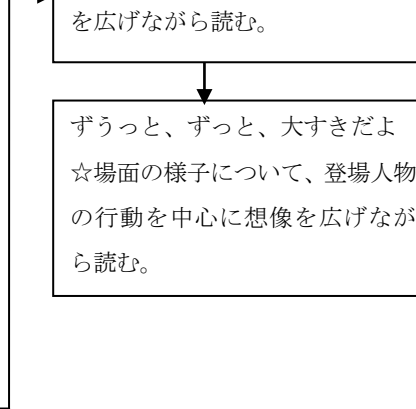 を広げながら読む。
ずうっと、ずっと、大すきだよ
☆場面の様子について、登場人物
の行動を中心に想像を広げなが
ら読む。